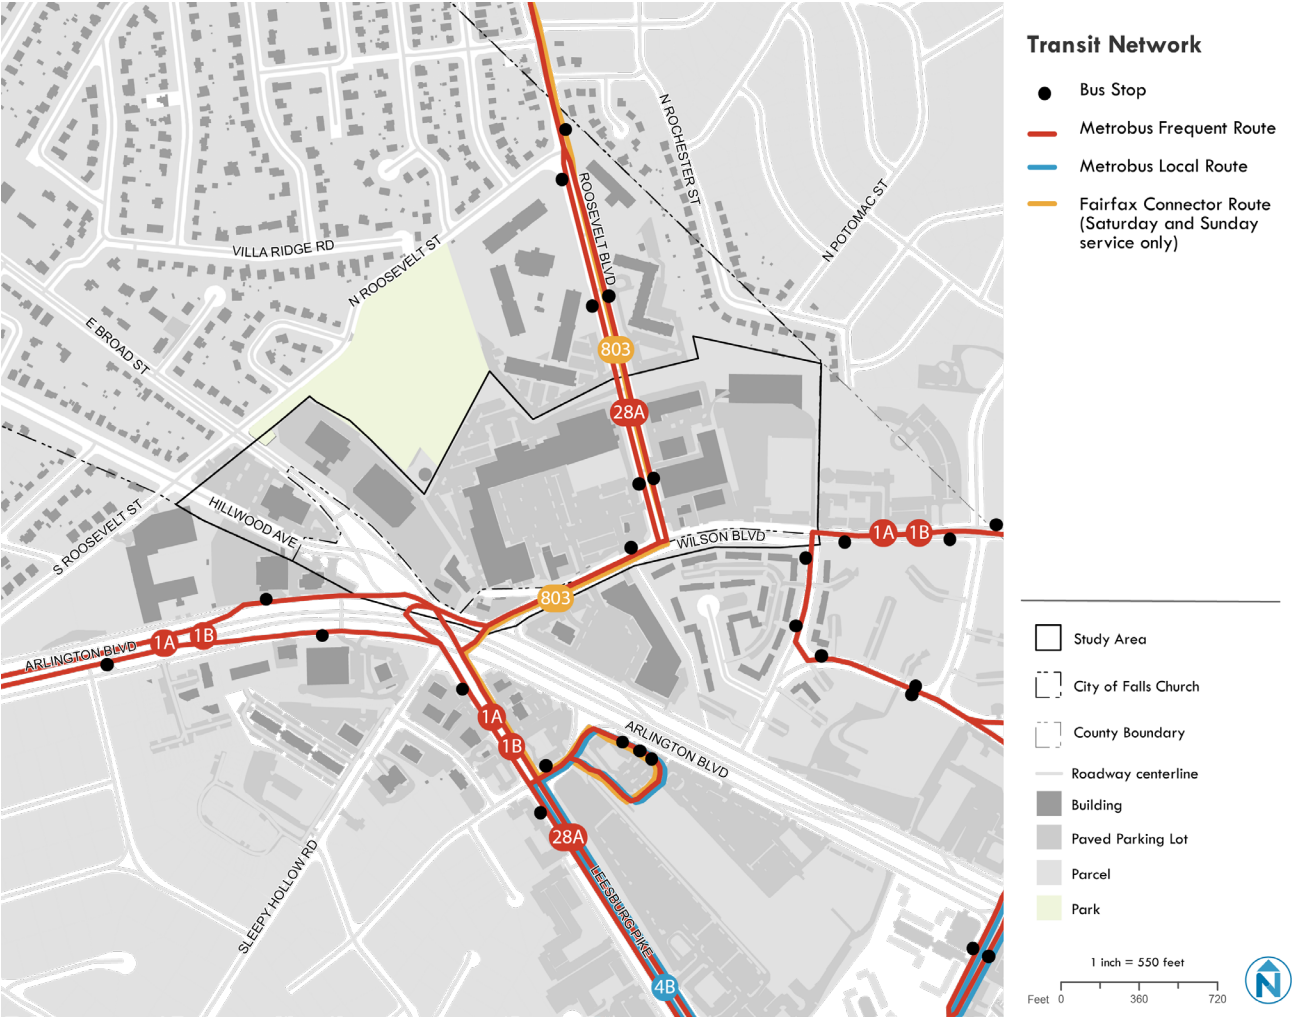 Transit Network
Bus Stop
Metrobus Frequent Route
Metrobus Local Route
Fairfax Connector Route
(Saturday and Sunday
service only)
N ROCHESTER ST
ROOSEVELT BLVD
N POTOMAC ST
VILLA RIDGE RD
N ROOSEVELT ST
E BROAD ST
803
28A
HILLWOOD AVE
S ROOSEVELT ST
WILSON BLVD
1A
1B
803
1A
1B
ARLINGTON BLVD
1A
1B
ARLINGTON BLVD
28A
SLEEPY HOLLOW RD
LEESBURG PIKE
4B
Study Area
City of Falls Church
County Boundary
Roadway centerline
Building
Paved Parking Lot
Parcel
Park
1 inch = 550 feet
Feet 0 360 720
N